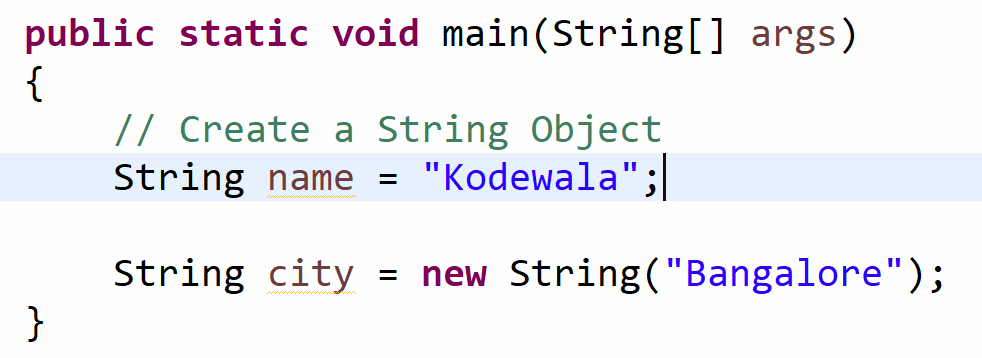 public static void main(String[] args)
{
// Create a String Object
String name = "Kodewala";
String city = new String("Bangalore");
}